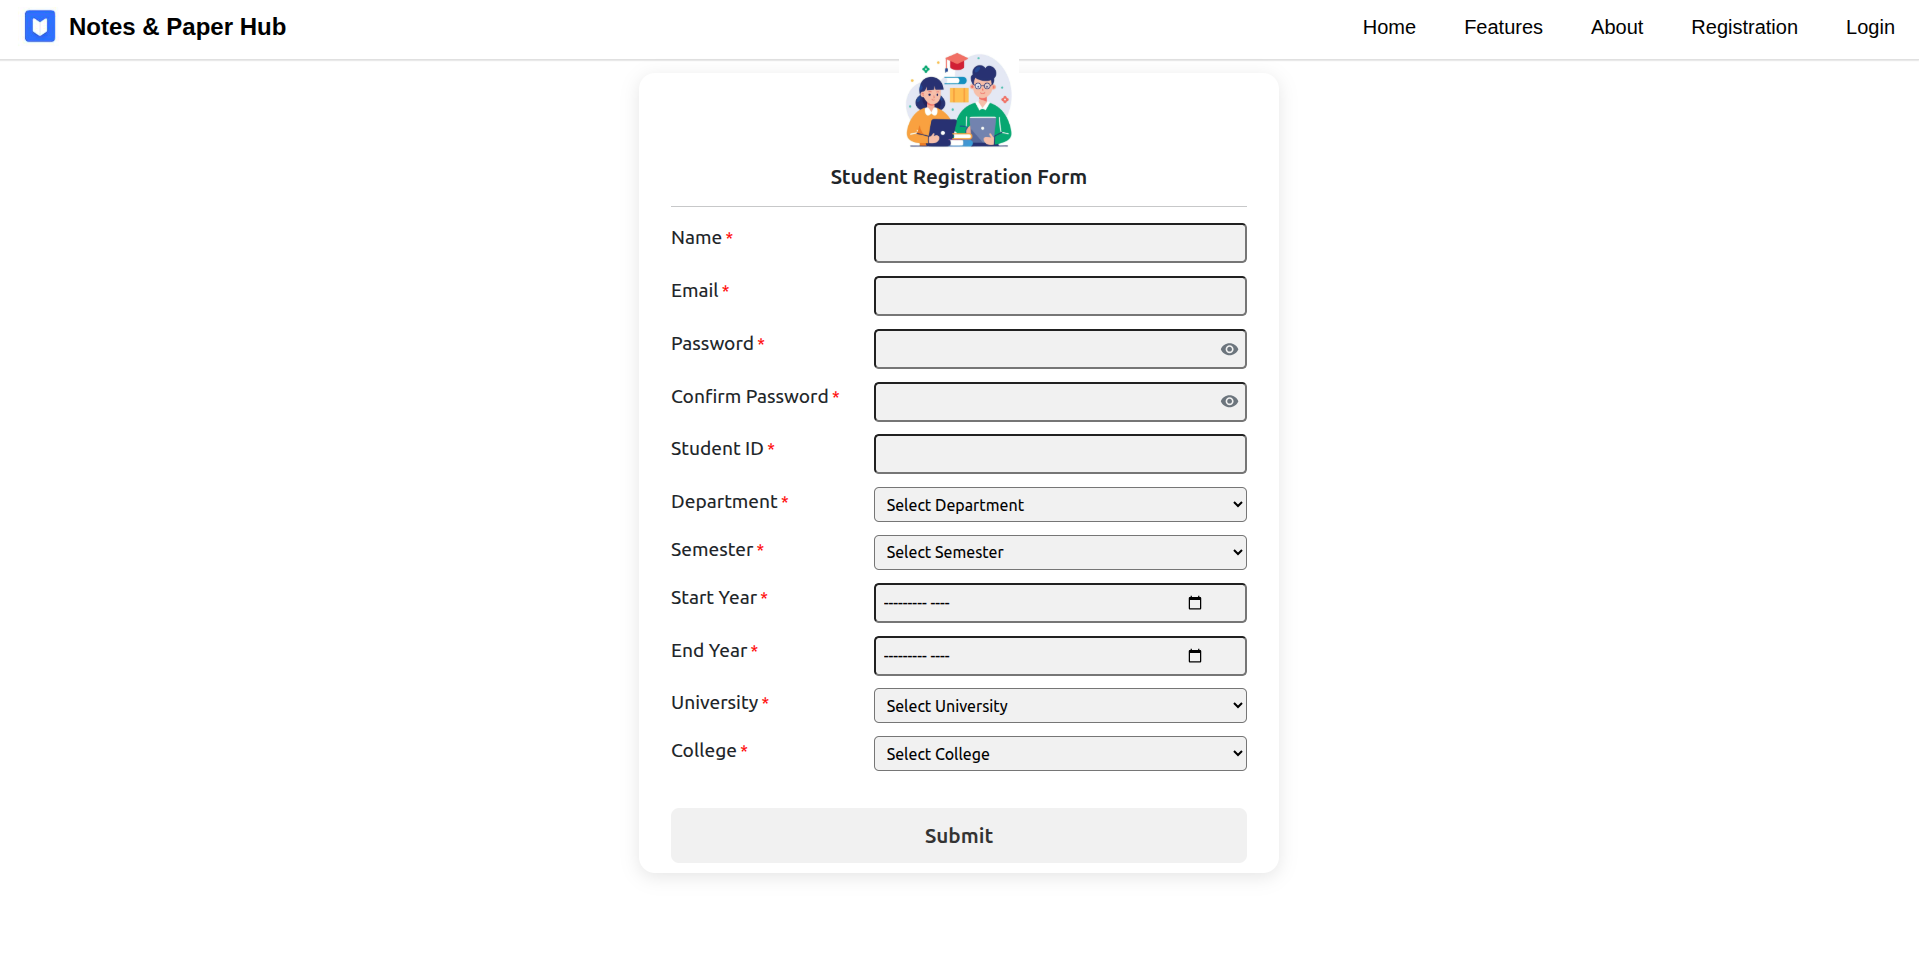 Notes & Paper Hub
Home Features About Registration Login
Student Registration Form
Name *
Email *
Password *
Confirm Password *
Student ID *
Department * Select Department
Semester * Select Semester
Start Year * --------- ----
End Year * --------- ----
University * Select University
College * Select College
Submit